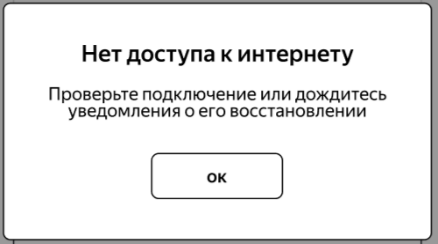 Нет доступа к интернету
Проверьте подключение или дождитесь
уведомления о его восстановлении
ок